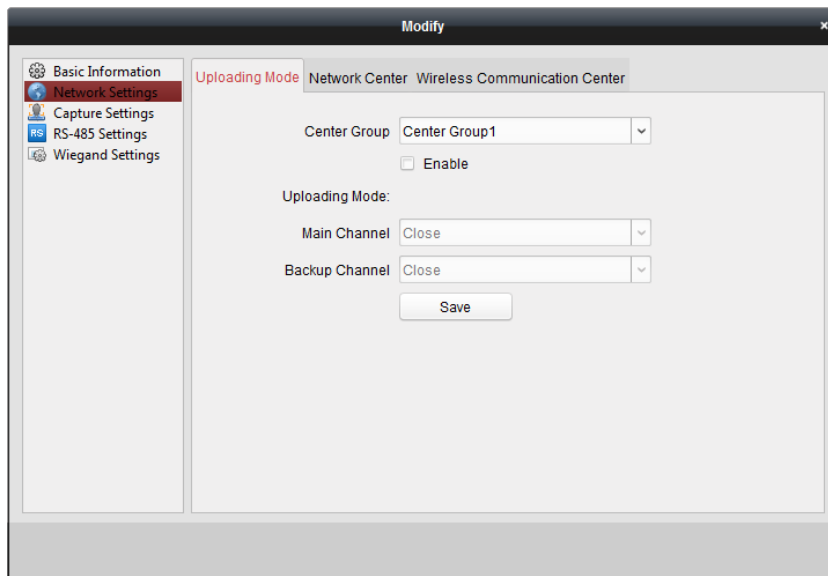 Modify
×
Basic Information
Network Settings
Capture Settings
RS RS-485 Settings
Wiegand Settings
Uploading Mode Network Center Wireless Communication Center
Center Group Center Group1
Enable
Uploading Mode:
Main Channel Close
Backup Channel Close
Save